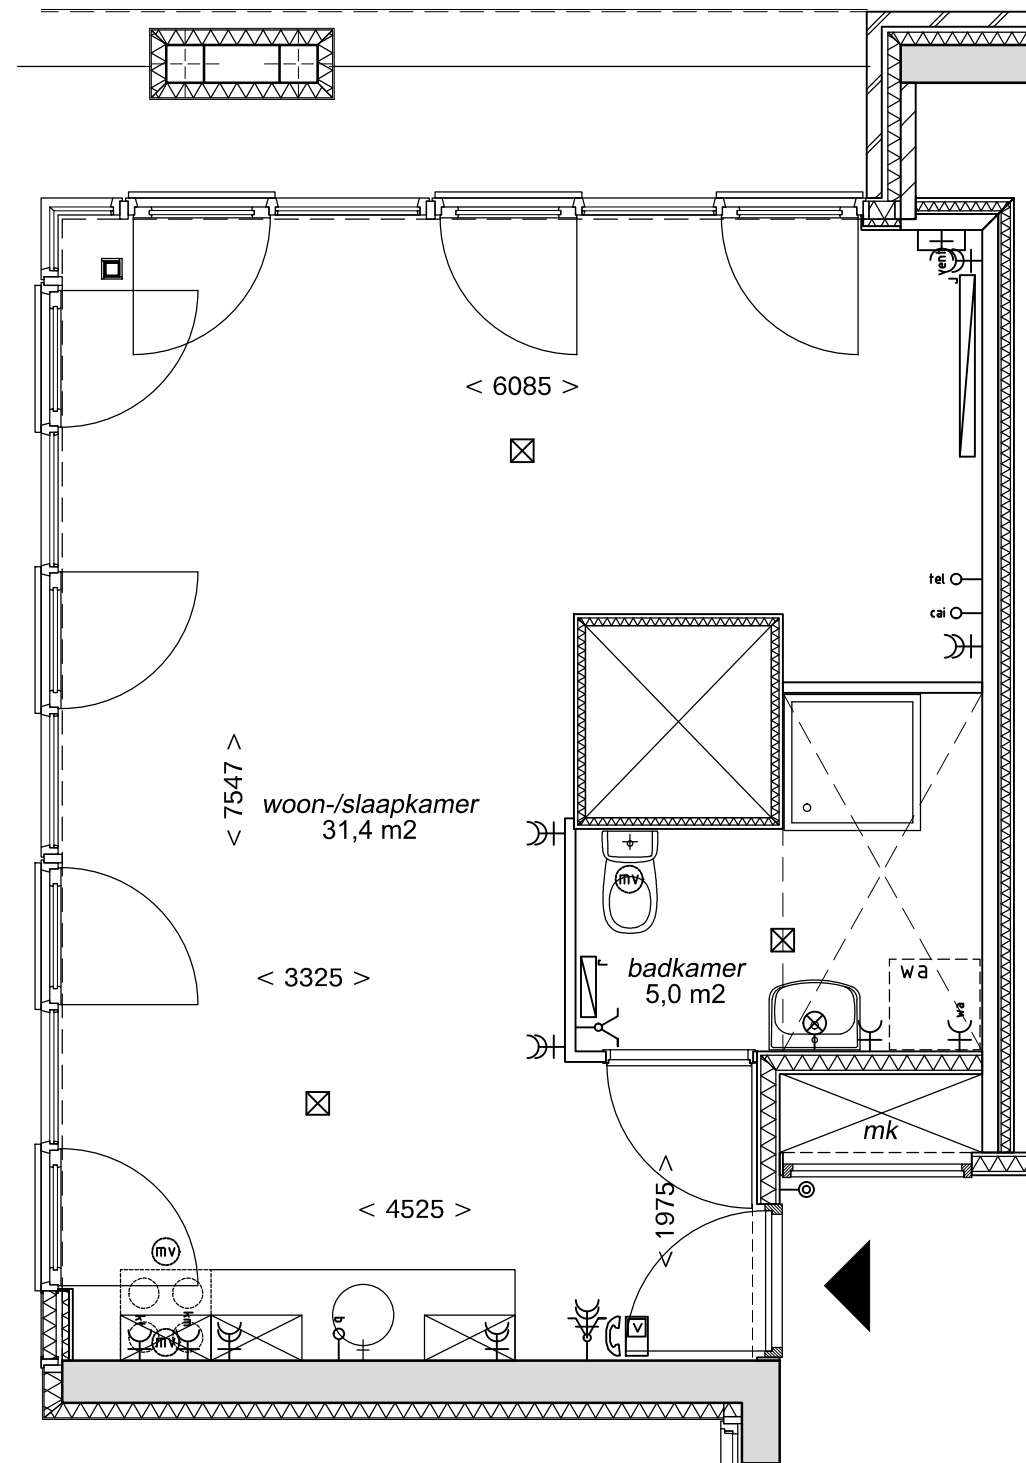 vent
< 6085 >
tel
cai
< 7547 >
woon-/slaapkamer
31,4 m2
mv
r
badkamer
5,0 m2
wa
wa
< 3325 >
mk
< 1975 >
< 4525 >
mv
mv